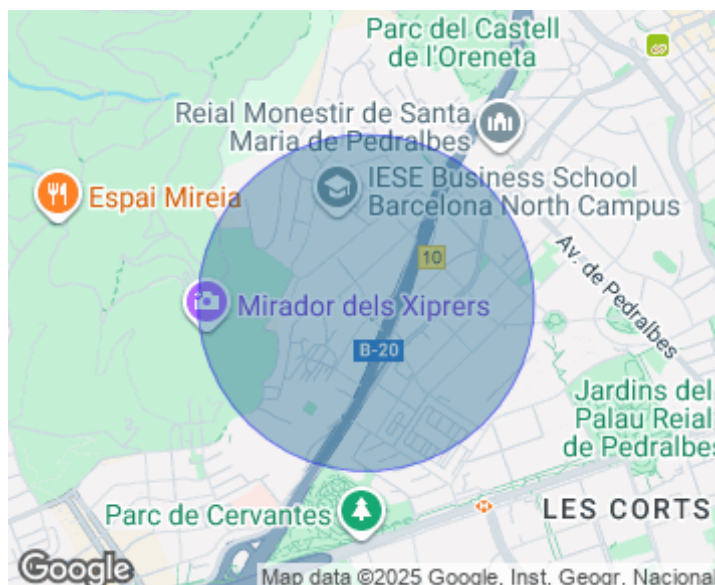 Parc del Castell
de l'Oreneta
Reial Monestir de Santa
Maria de Pedralbes
IESE Business School
Barcelona North Campus
Espai Mireia
10
Av. de Pedralbes
Mirador dels Xiprers
B-20
Jardins del
Palau Reial
de Pedralbes
Parc de Cervantes
LES CORTS
Google
Map data ©2025 Google, Inst. Geogr. Nacional